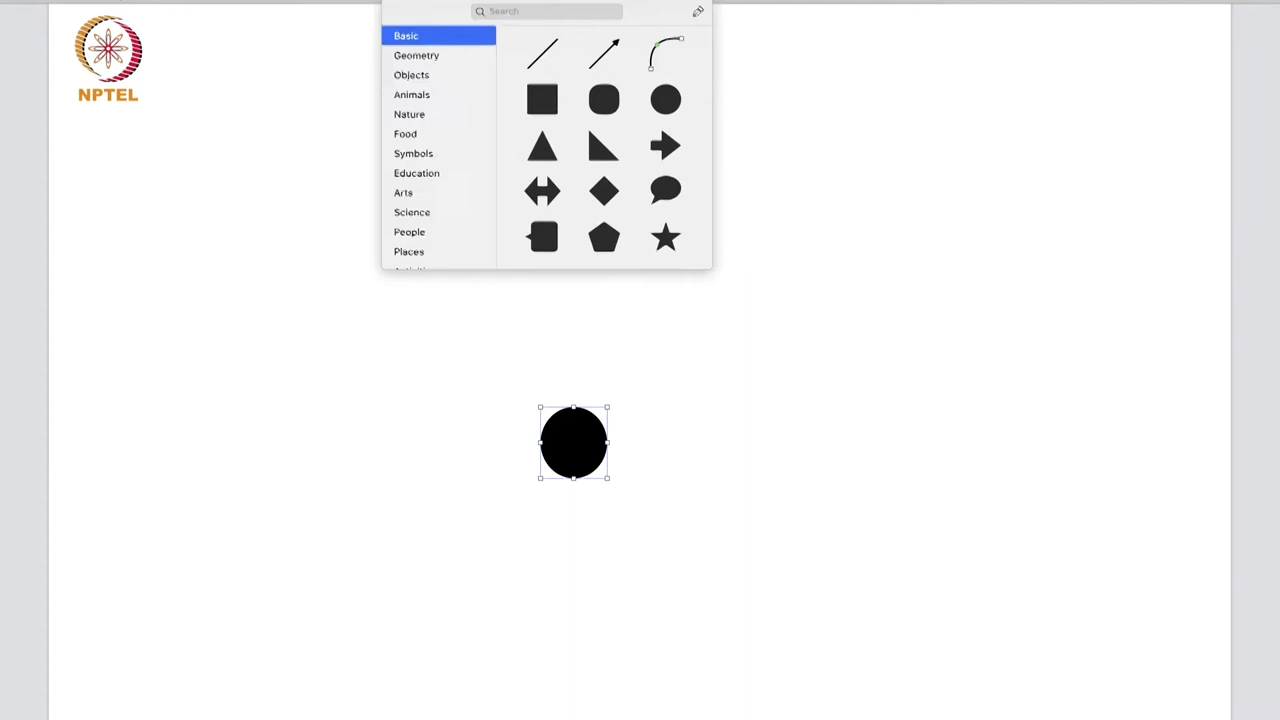 Search
NPTEL
Basic
Geometry
Objects
Animals
Nature
Food
Symbols
Education
Arts
Science
People
Places